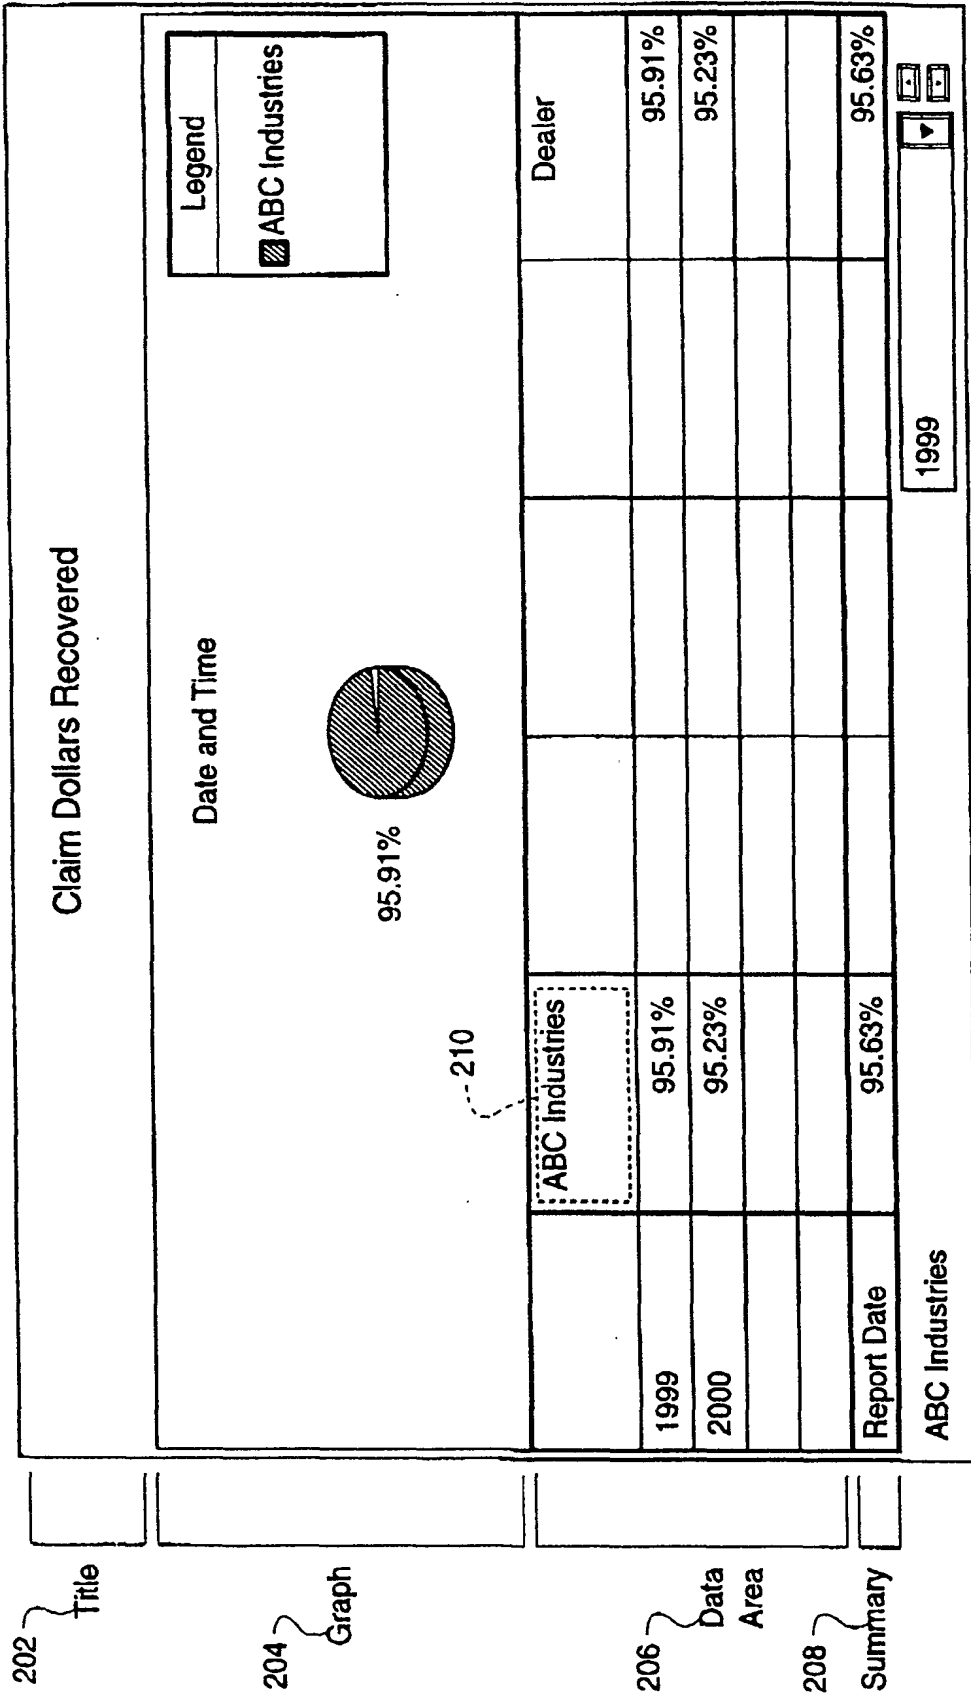 Claim Dollars Recovered
202
Title
Date and Time
Legend
ABC Industries
95.91%
204
Graph
210
ABC Industries Dealer
1999 95.91% 95.91%
2000 95.23% 95.23%
206
Data
Area
Report Date 95.63% 95.63%
208
Summary
ABC Industries 1999